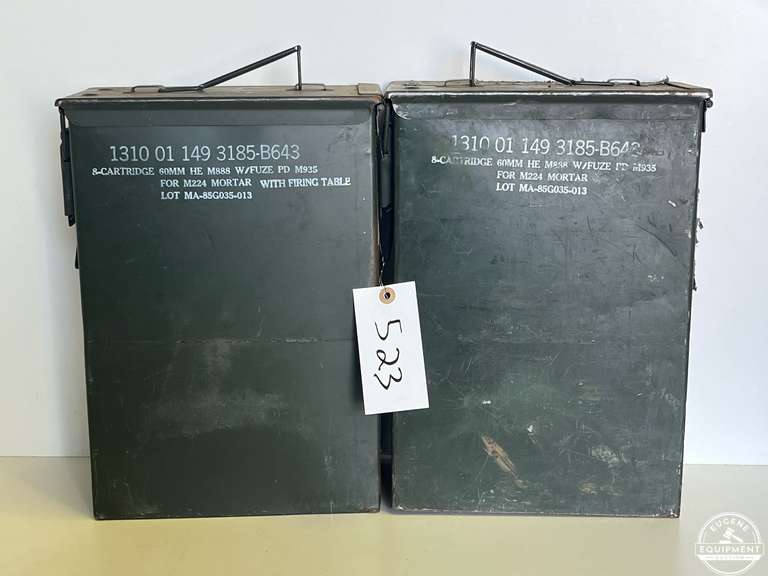 1310 01 149 3185-B643
8-CARTRIDGE 60MM HE M888 W/FUZE PD M935
FOR M224 MORTAR WITH FIRING TABLE
LOT MA-85G035-013
1310 01 149 3185-B643
8-CARTRIDGE 60MM HE M888 W/FUZE PD M935
FOR M224 MORTAR
LOT MA-85G035-013
523
EUGENE
EQUIPMENT
AUCTION